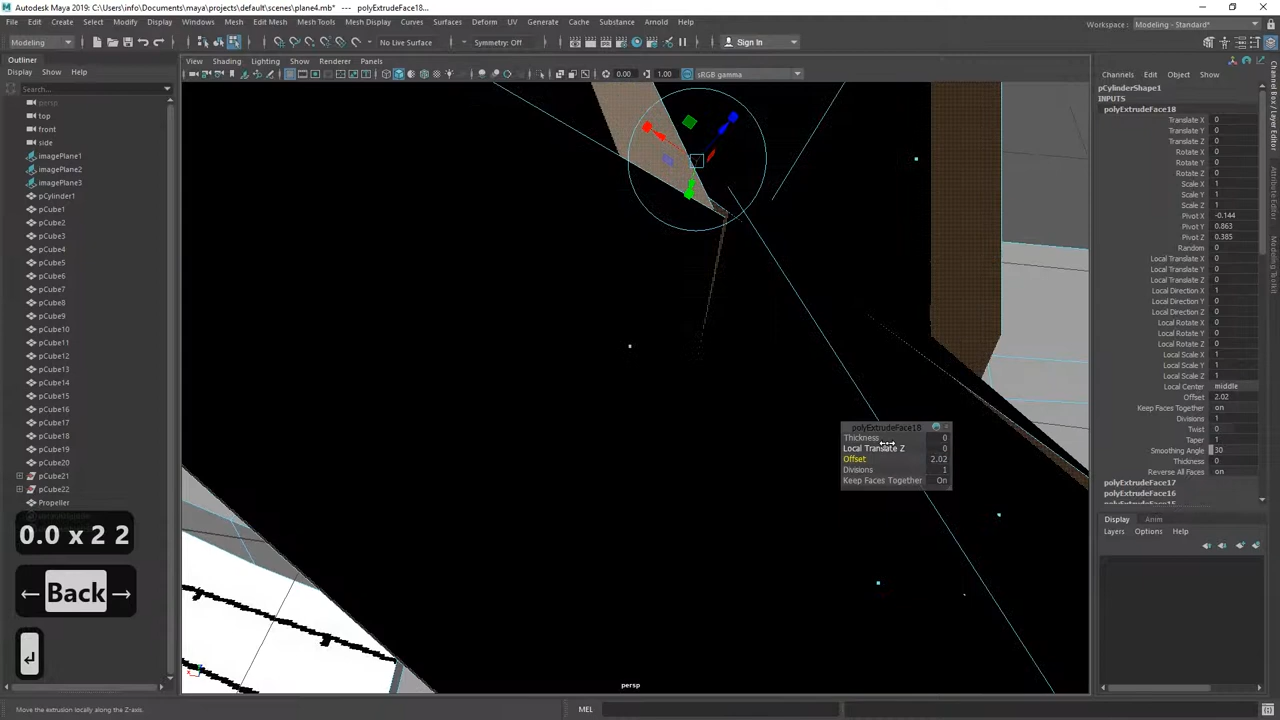 Autodesk Maya 2019: C:\Users\info\Documents\maya\projects\default\scenes\plane4.mb* --- polyExtrudeFace18...
File Edit Create Select Modify Display Windows Mesh Edit Mesh Mesh Tools Mesh Display Curves Surfaces Deform UV Generate Cache Substance Arnold Help
Workspace : Modeling - Standard*
Modeling
No Live Surface
Symmetry: Off
Sign In
Outliner
Display Show Help
Search...
persp
top
front
side
imagePlane1
imagePlane2
imagePlane3
pCylinder1
pCube1
pCube2
pCube3
pCube4
pCube5
pCube6
pCube7
pCube8
pCube9
pCube10
pCube11
pCube12
pCube13
pCube14
pCube15
pCube16
pCube17
pCube18
pCube19
pCube20
pCube21
pCube22
Propeller
0.0 x 2 2
← Back →
↵
View Shading Lighting Show Renderer Panels
0.00 1.00 sRGB gamma
polyExtrudeFace18
Thickness 0
Local Translate Z 0
Offset 2.02
Divisions 1
Keep Faces Together On
persp
Channels Edit Object Show
pCylinderShape1
INPUTS
polyExtrudeFace18
Translate X 0
Translate Y 0
Translate Z 0
Rotate X 0
Rotate Y 0
Rotate Z 0
Scale X 1
Scale Y 1
Scale Z 1
Pivot X -0.144
Pivot Y 0.863
Pivot Z 0.385
Random 0
Local Translate X 0
Local Translate Y 0
Local Translate Z 0
Local Direction X 1
Local Direction Y 0
Local Direction Z 0
Local Rotate X 0
Local Rotate Y 0
Local Rotate Z 0
Local Scale X 1
Local Scale Y 1
Local Scale Z 1
Local Center middle
Offset 2.02
Keep Faces Together on
Divisions 1
Twist 0
Taper 1
Smoothing Angle 30
Thickness 0
Reverse All Faces on
polyExtrudeFace17
polyExtrudeFace16
Display Anim
Layers Options Help
Channel Box / Layer Editor
Attribute Editor
Modeling Toolkit
Move the extrusion locally along the Z-axis.
MEL